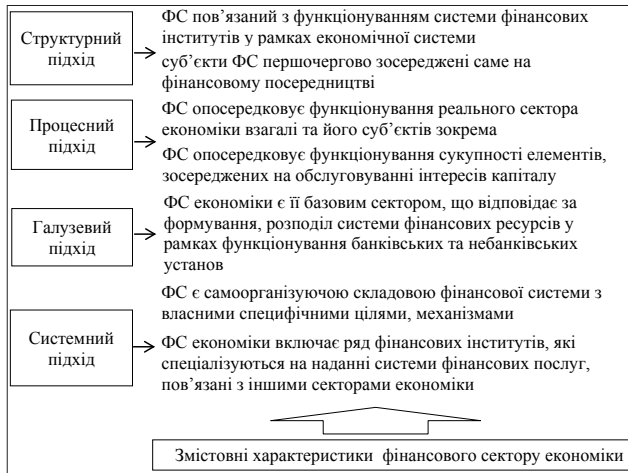 Структурний
підхід
ФС пов’язаний з функціонуванням системи фінансових
інститутів у рамках економічної системи
суб’єкти ФС першочергово зосереджені саме на
фінансовому посередництві
Процесний
підхід
ФС опосередковує функціонування реального сектора
економіки взагалі та його суб’єктів зокрема
ФС опосередковує функціонування сукупності елементів,
зосереджених на обслуговуванні інтересів капіталу
Галузевий
підхід
ФС економіки є її базовим сектором, що відповідає за
формування, розподіл системи фінансових ресурсів у
рамках функціонування банківських та небанківських
установ
Системний
підхід
ФС є самоорганізуючою складовою фінансової системи з
власними специфічними цілями, механізмами
ФС економіки включає ряд фінансових інститутів, які
спеціалізуються на наданні системи фінансових послуг,
пов’язані з іншими секторами економіки
Змістовні характеристики фінансового сектору економіки